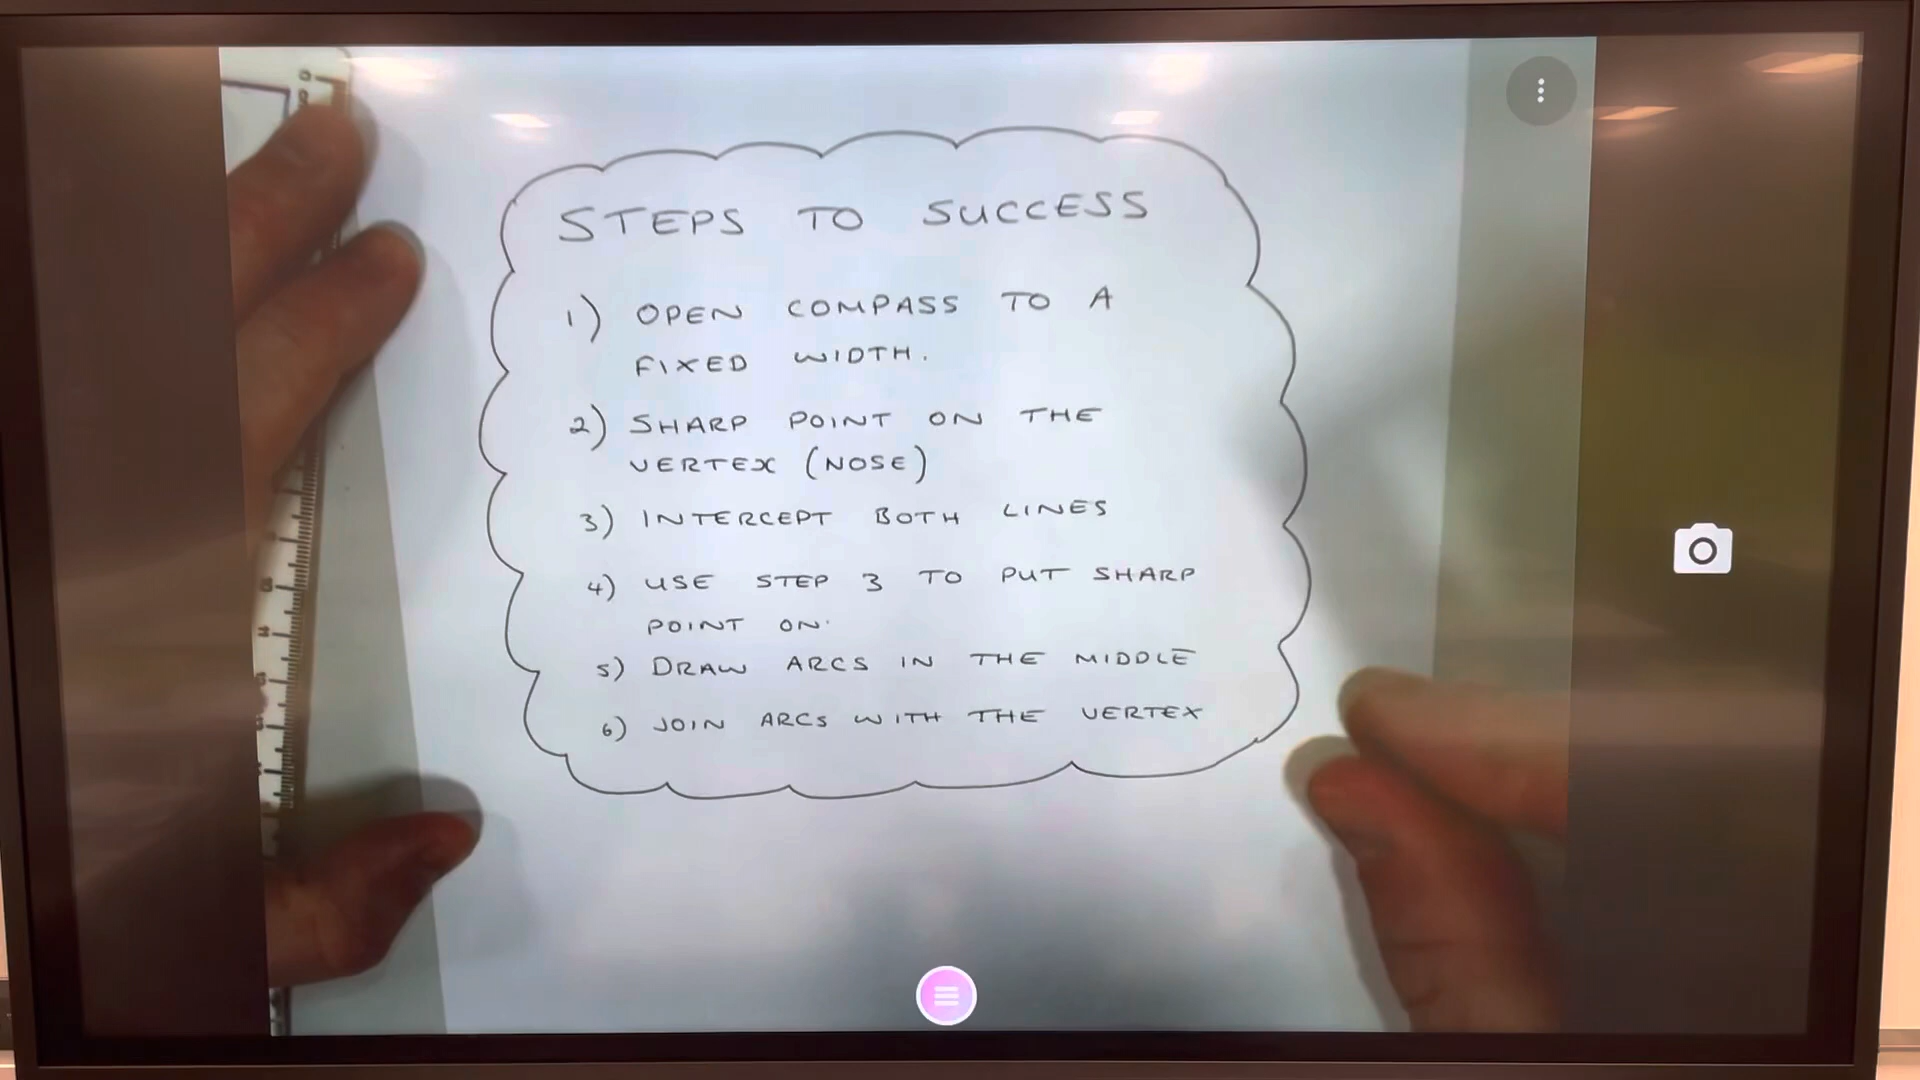 STEPS TO SUCCESS
1) OPEN COMPASS TO A
FIXED WIDTH.
2) SHARP POINT ON THE
VERTEX (NOSE)
3) INTERCEPT BOTH LINES
4) USE STEP 3 TO PUT SHARP
POINT ON.
5) DRAW ARCS IN THE MIDDLE
6) JOIN ARCS WITH THE VERTEX